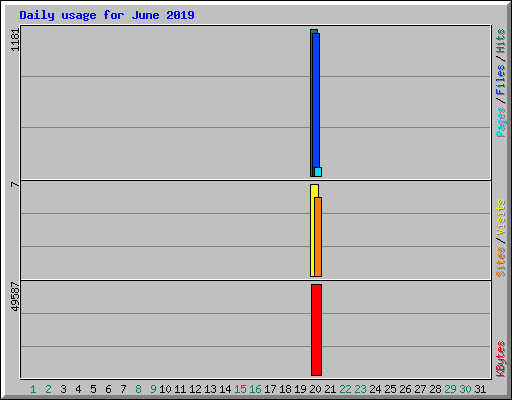 Daily usage for June 2019
1181
7
49587
Pages/Files/Hits
Sites/Visits
KBytes
1 2 3 4 5 6 7 8 9 10 11 12 13 14 15 16 17 18 19 20 21 22 23 24 25 26 27 28 29 30 31